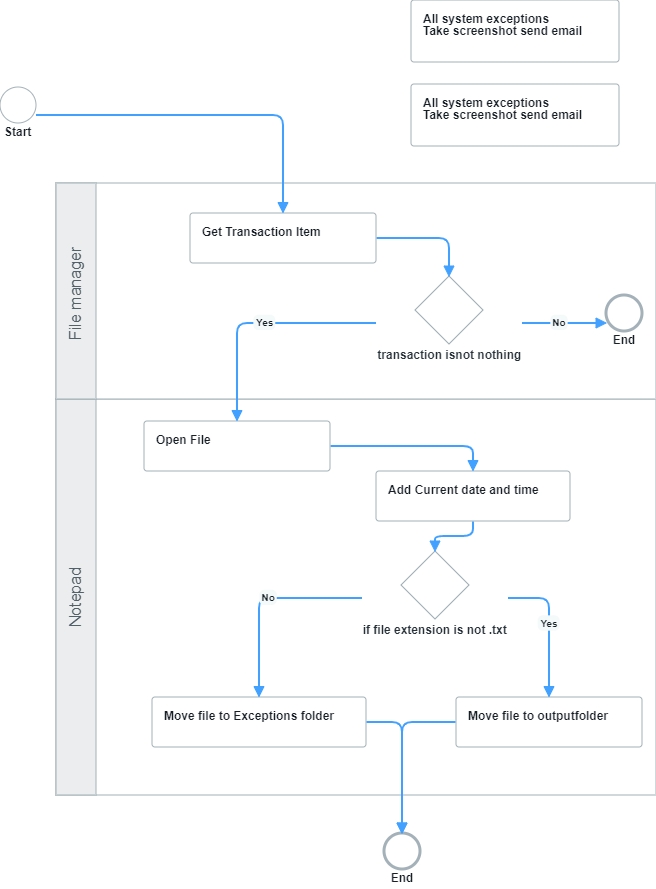 All system exceptions
Take screenshot send email
All system exceptions
Take screenshot send email
Start
File manager
Get Transaction Item
Yes
No
transaction isnot nothing
End
Notepad
Open File
Add Current date and time
No
if file extension is not .txt
Yes
Move file to Exceptions folder
Move file to outputfolder
End